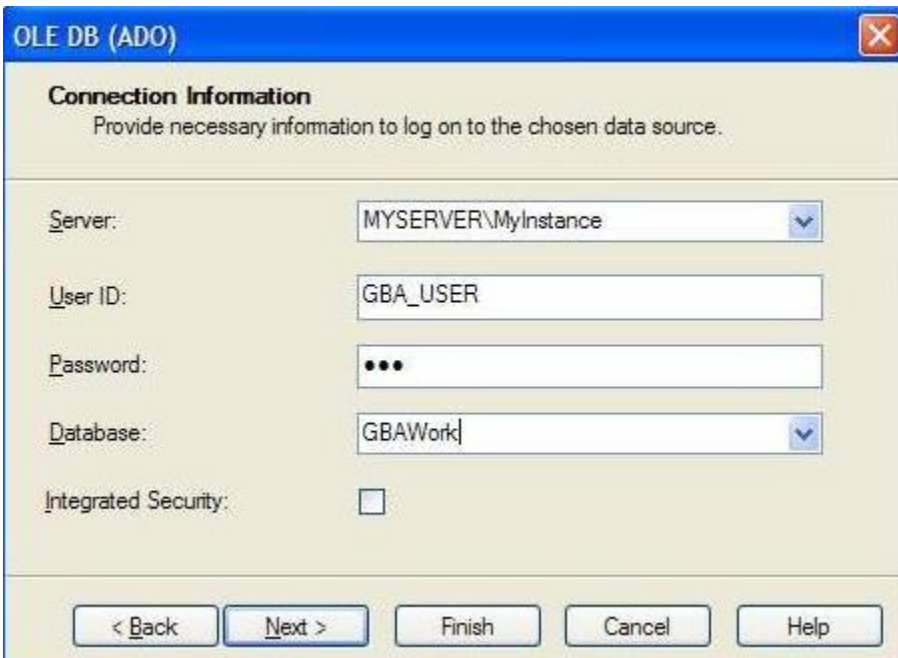 OLE DB (ADO)
Connection Information
Provide necessary information to log on to the chosen data source.
Server: MYSERVER\MyInstance
User ID: GBA_USER
Password: •••
Database: GBAWork
Integrated Security:
< Back Next > Finish Cancel Help